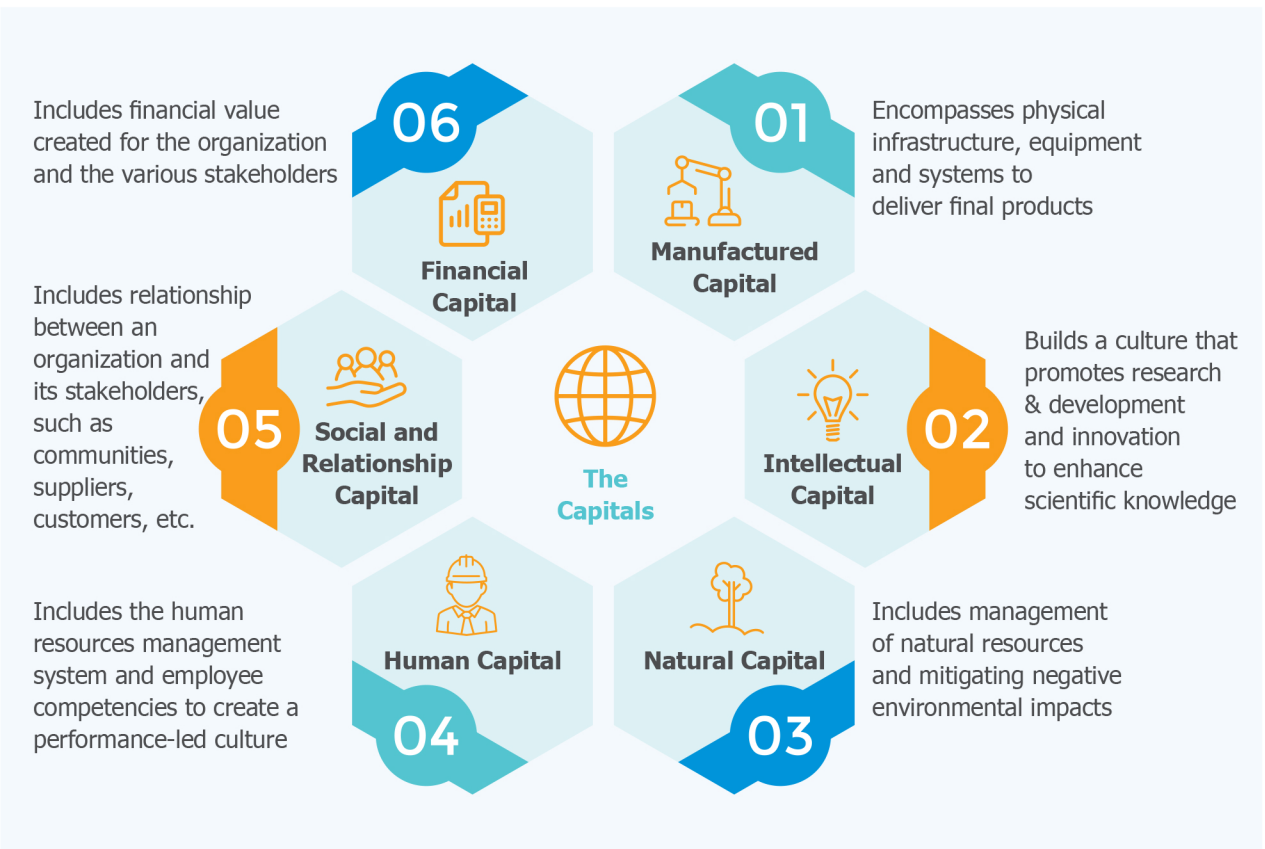 06
Financial
Capital
Includes financial value
created for the organization
and the various stakeholders
01
Manufactured
Capital
Encompasses physical
infrastructure, equipment
and systems to
deliver final products
05
Social and
Relationship
Capital
Includes relationship
between an
organization and
its stakeholders,
such as
communities,
suppliers,
customers, etc.
The
Capitals
02
Intellectual
Capital
Builds a culture that
promotes research
& development
and innovation
to enhance
scientific knowledge
04
Human Capital
Includes the human
resources management
system and employee
competencies to create a
performance-led culture
03
Natural Capital
Includes management
of natural resources
and mitigating negative
environmental impacts